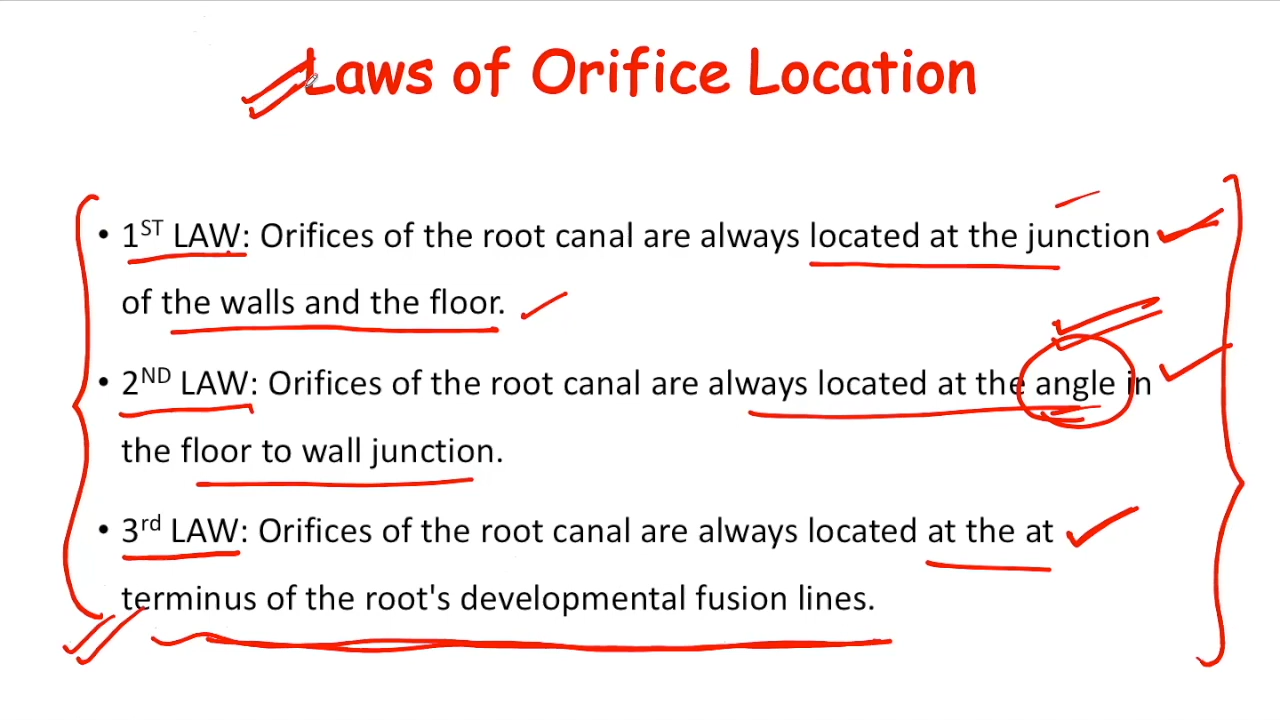 Laws of Orifice Location
• 1ST LAW: Orifices of the root canal are always located at the junction
of the walls and the floor.
• 2ND LAW: Orifices of the root canal are always located at the angle in
the floor to wall junction.
• 3rd LAW: Orifices of the root canal are always located at the at
terminus of the root's developmental fusion lines.